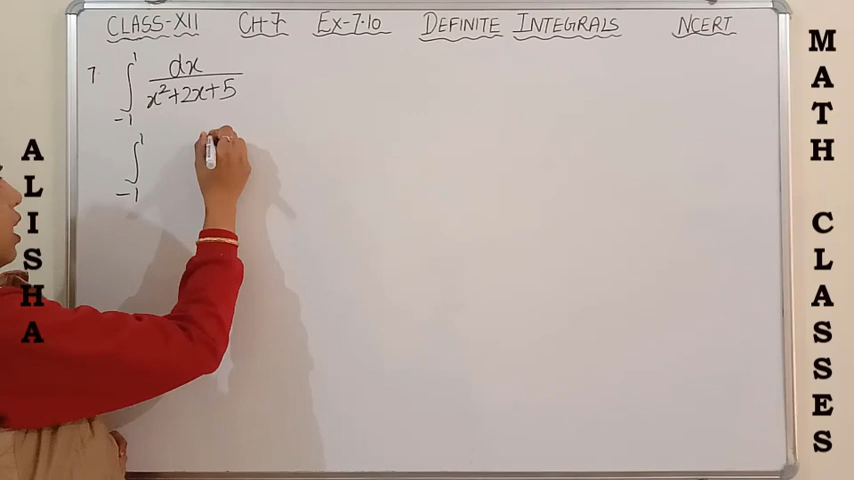 CLASS-XII CH-7 Ex-7.10 DEFINITE INTEGRALS NCERT
7. ∫₋₁¹ dx / (x²+2x+5)
∫₋₁¹
ALISHA
MATH CLASSES